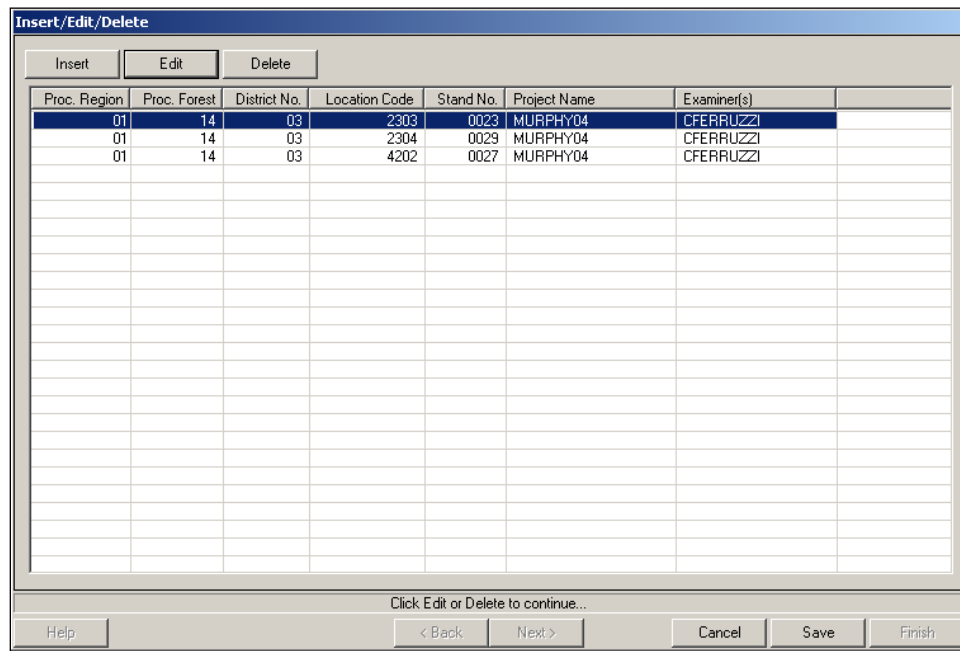 Insert/Edit/Delete
Insert Edit Delete
Proc. Region Proc. Forest District No. Location Code Stand No. Project Name Examiner(s)
01 14 03 2303 0023 MURPHY04 CFERRUZZI
01 14 03 2304 0029 MURPHY04 CFERRUZZI
01 14 03 4202 0027 MURPHY04 CFERRUZZI
Click Edit or Delete to continue...
Help < Back Next > Cancel Save Finish